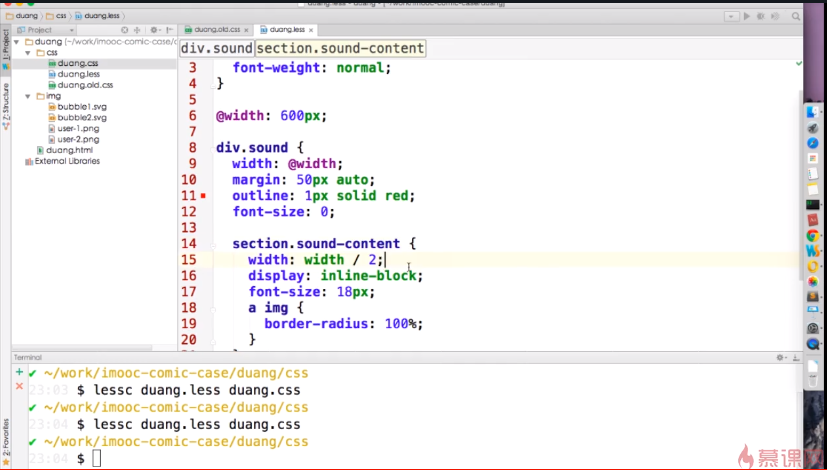 duang.less - duang - [~/work/imooc-comic-case/duang]
duang css duang.less
Project
duang.old.css duang.less
1: Project
Z: Structure
2: Favorites
duang (~/work/imooc-comic-case/duang)
css
duang.css
duang.less
duang.old.css
img
bubble1.svg
bubble2.svg
user-1.png
user-2.png
duang.html
External Libraries
div.sound section.sound-content
3 font-weight: normal;
4 }
5
6 @width: 600px;
7
8 div.sound {
9 width: @width;
10 margin: 50px auto;
11 outline: 1px solid red;
12 font-size: 0;
13
14 section.sound-content {
15 width: width / 2;
16 display: inline-block;
17 font-size: 18px;
18 a img {
19 border-radius: 100%;
20 }
Terminal
✔ ~/work/imooc-comic-case/duang/css
23:03 $ lessc duang.less duang.css
✔ ~/work/imooc-comic-case/duang/css
23:04 $ lessc duang.less duang.css
✔ ~/work/imooc-comic-case/duang/css
23:04 $
慕课网